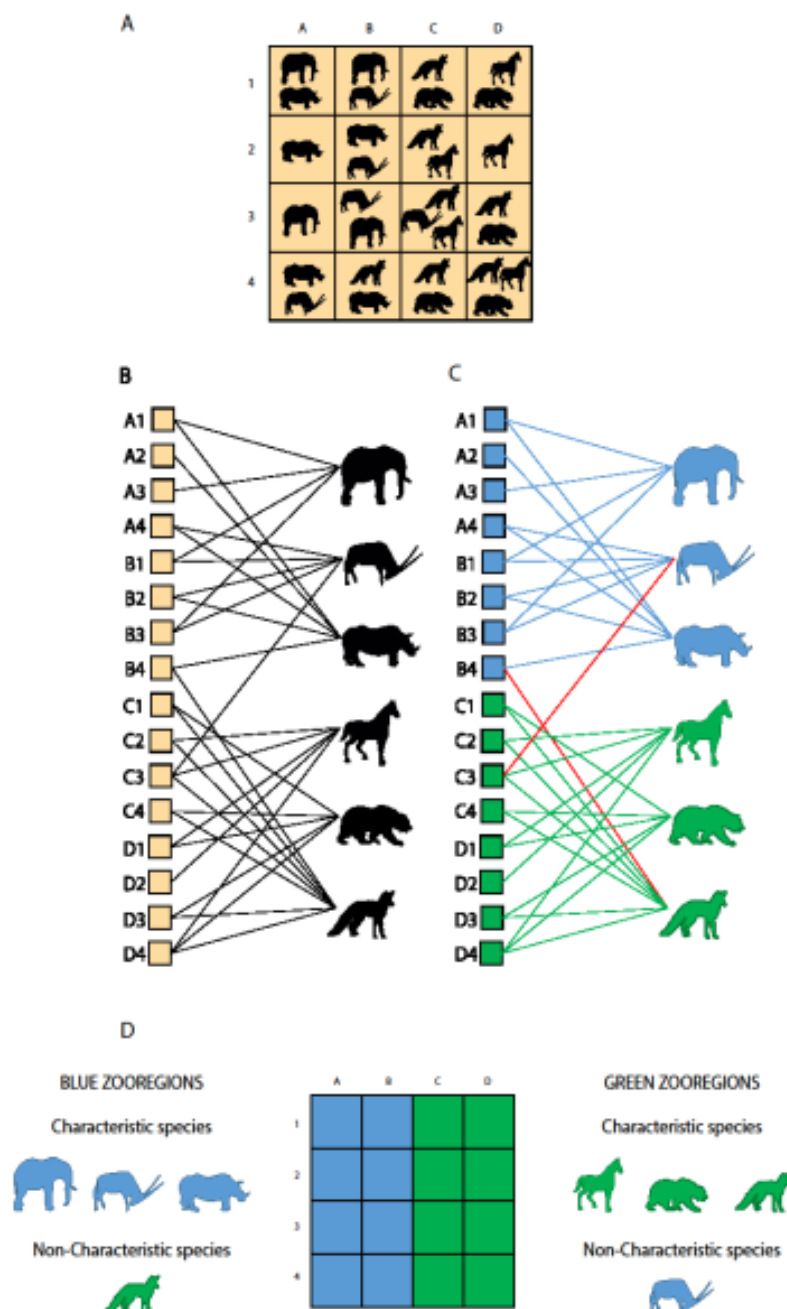 A
A B C D
1
2
3
4
B C
A1 A1
A2 A2
A3 A3
A4 A4
B1 B1
B2 B2
B3 B3
B4 B4
C1 C1
C2 C2
C3 C3
C4 C4
D1 D1
D2 D2
D3 D3
D4 D4
D
BLUE ZOOREGIONS
Characteristic species
Non-Characteristic species
A B C D
1
2
3
4
GREEN ZOOREGIONS
Characteristic species
Non-Characteristic species